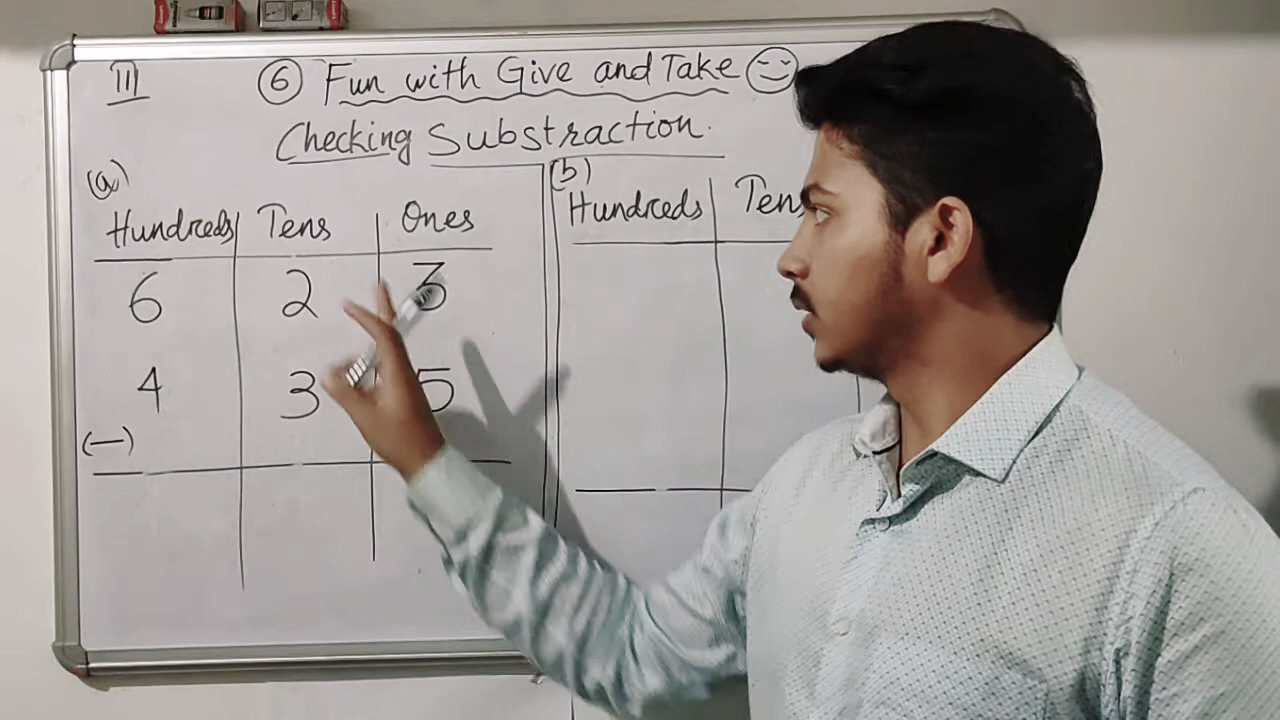 III
⑥ Fun with Give and Take
Checking Substraction.
(a)
Hundreds Tens Ones
6 2 3
4 3 5
(—)
(b)
Hundreds Tens